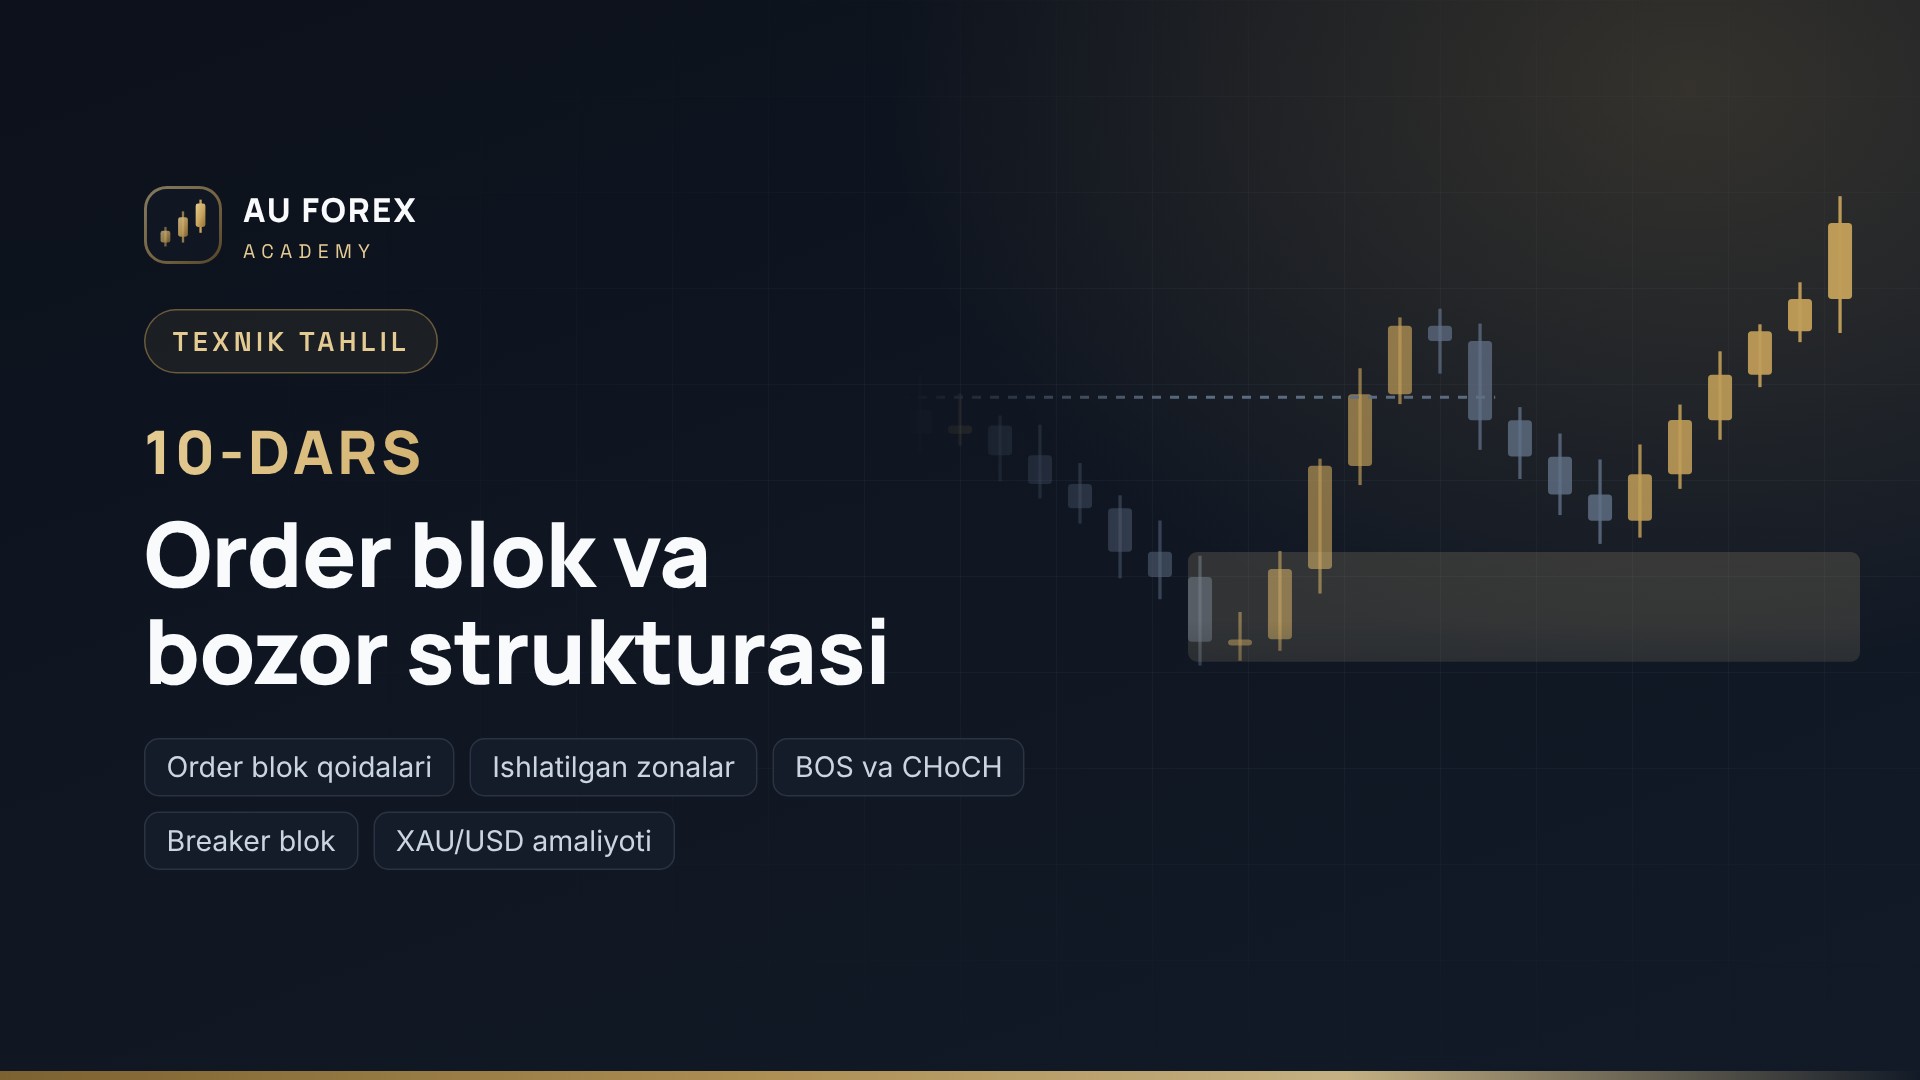 AU FOREX
ACADEMY
TEXNIK TAHLIL
10-DARS
Order blok va
bozor strukturasi
Order blok qoidalari
Ishlatilgan zonalar
BOS va CHoCH
Breaker blok
XAU/USD amaliyoti